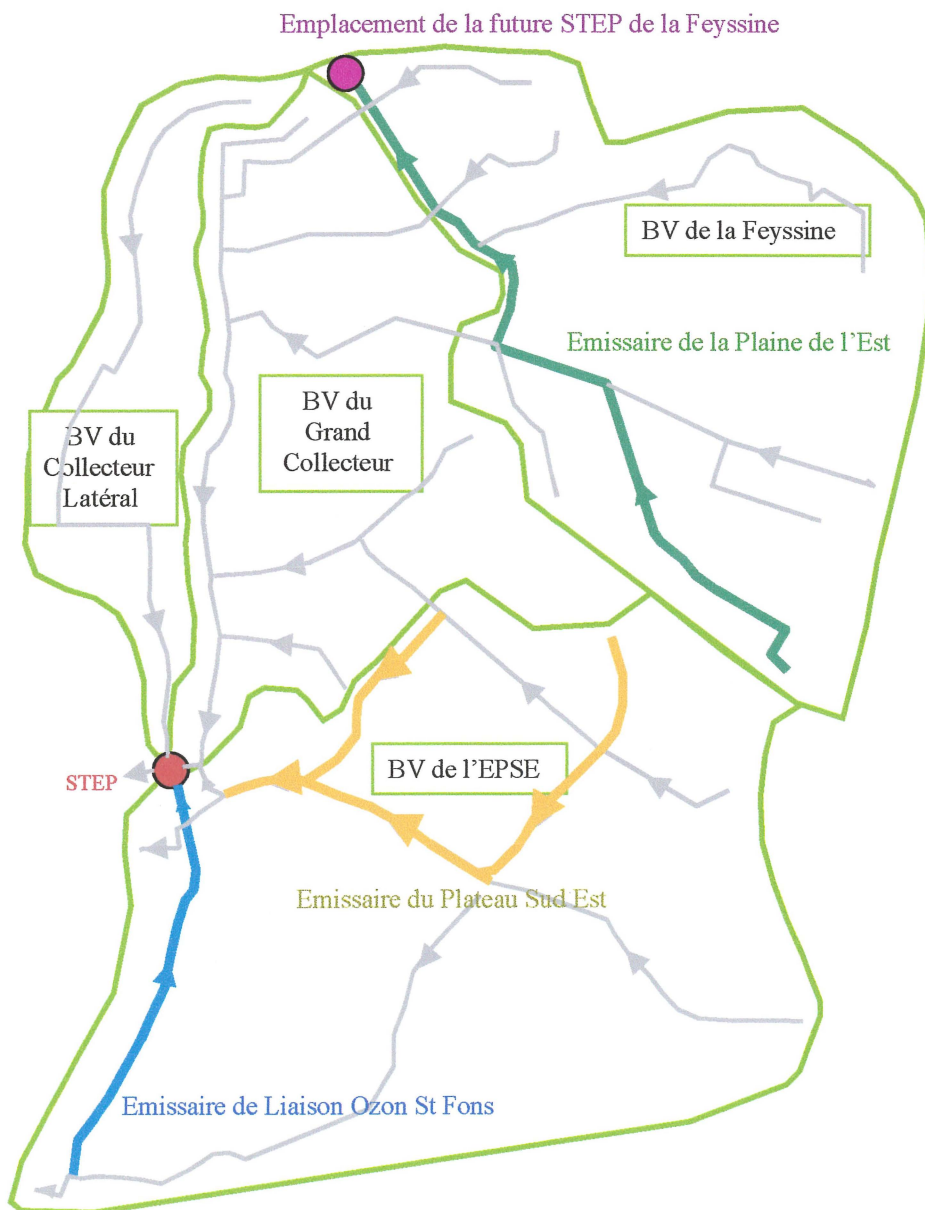 Emplacement de la future STEP de la Feyssine
BV de la Feyssine
Emissaire de la Plaine de l'Est
BV du
Grand
Collecteur
BV du
Collecteur
Latéral
BV de l'EPSE
STEP
Emissaire du Plateau Sud Est
Emissaire de Liaison Ozon St Fons